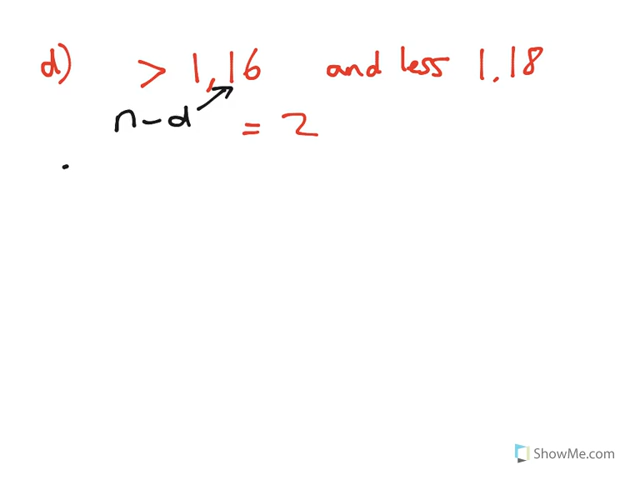 d) > 1,16 and less 1,18
n-d = 2
ShowMe.com